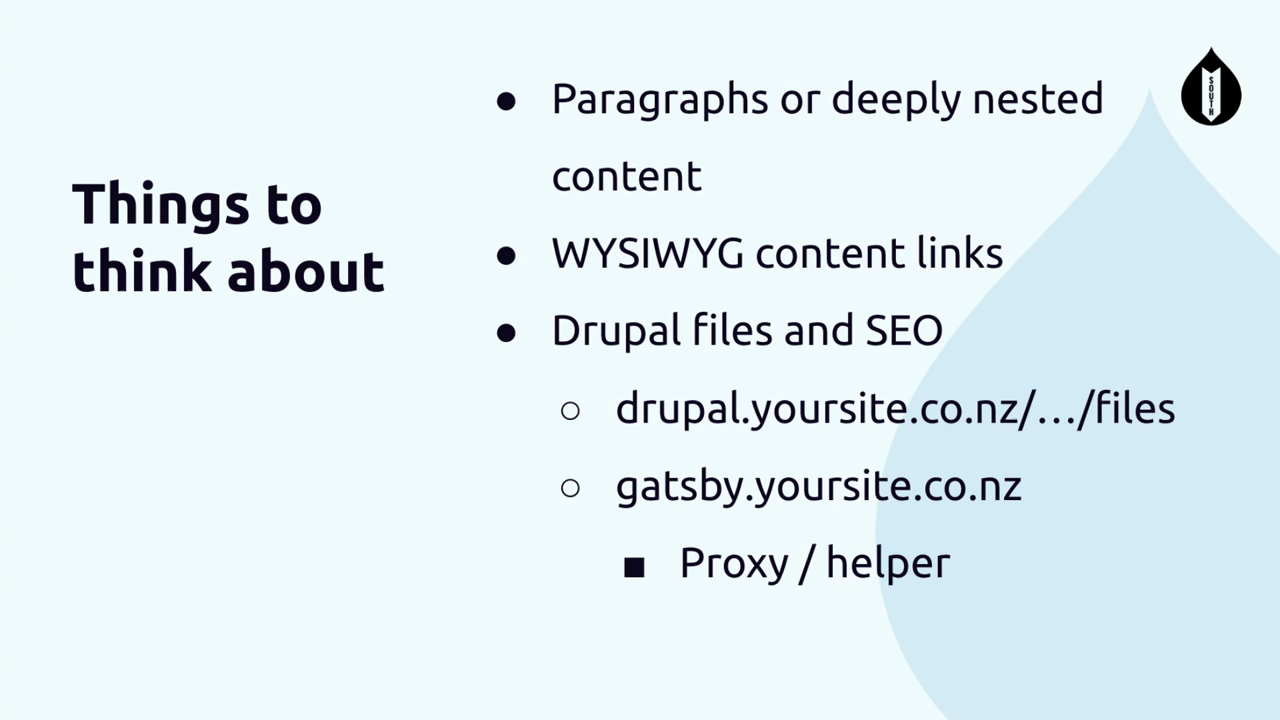 Things to
think about
● Paragraphs or deeply nested
content
● WYSIWYG content links
● Drupal files and SEO
○ drupal.yoursite.co.nz/…/files
○ gatsby.yoursite.co.nz
■ Proxy / helper
SOUTH